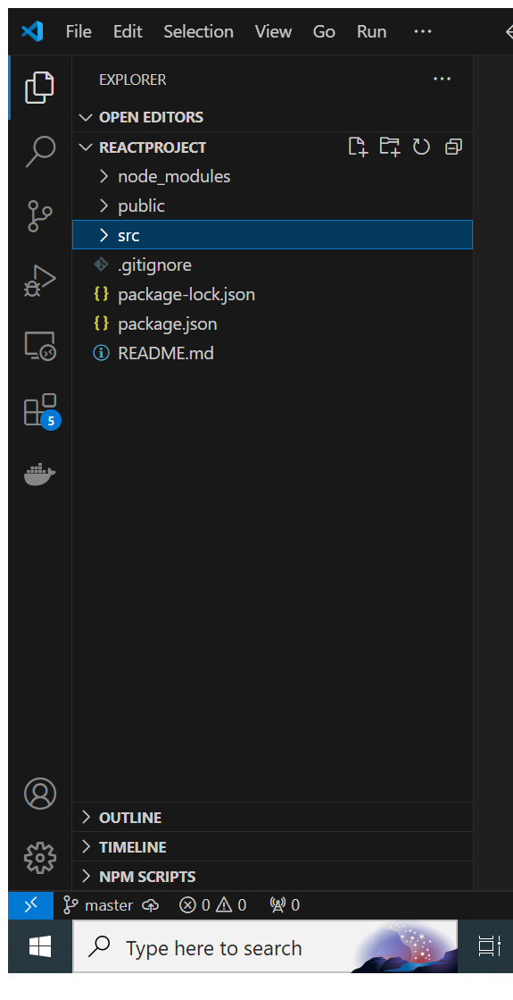 File Edit Selection View Go Run ···
EXPLORER ···
OPEN EDITORS
REACTPROJECT
node_modules
public
src
.gitignore
package-lock.json
package.json
README.md
5
OUTLINE
TIMELINE
NPM SCRIPTS
master 0 0 0
Type here to search